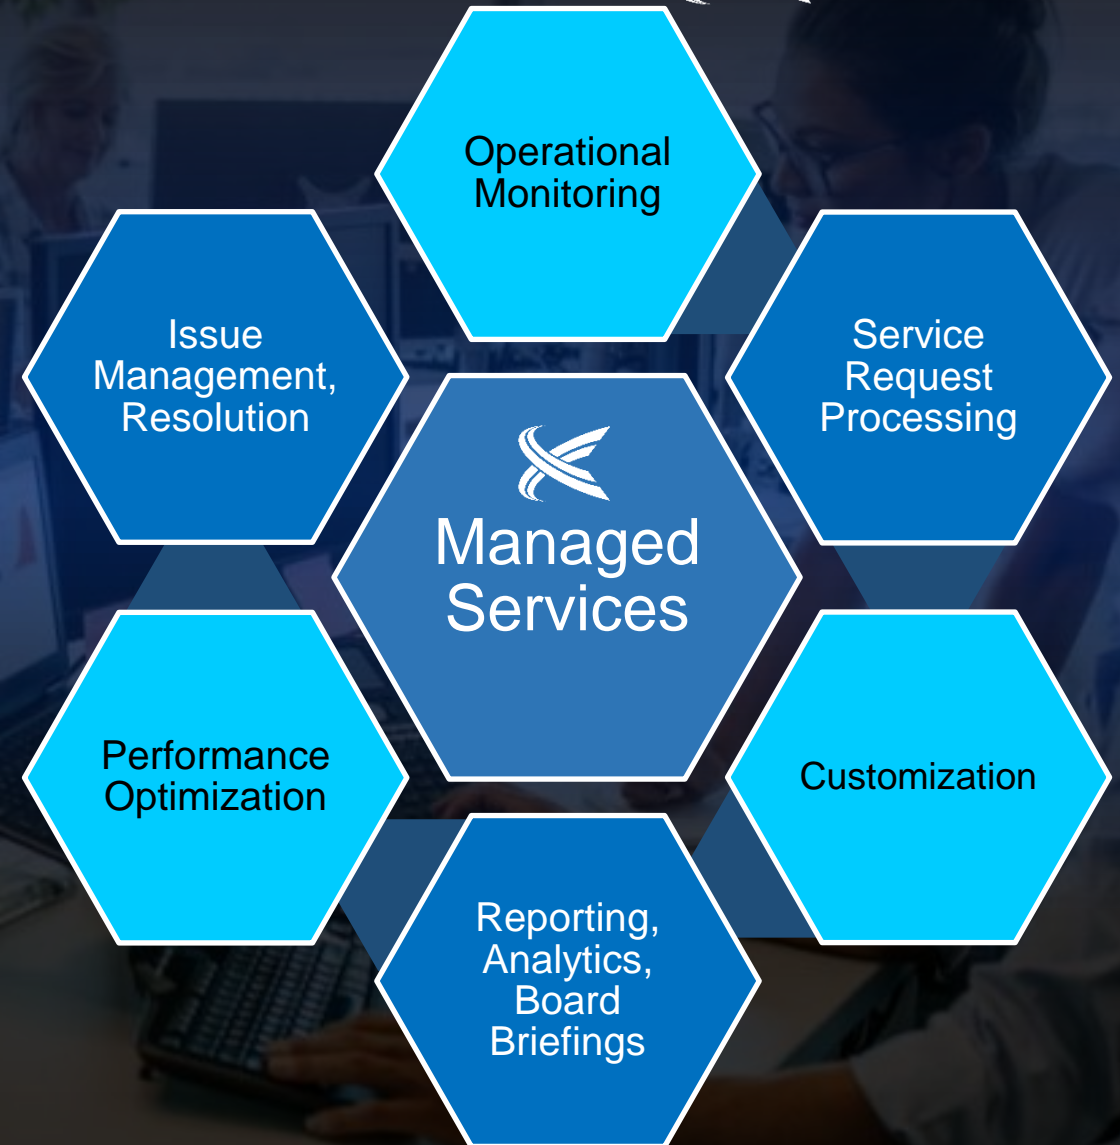 Operational
Monitoring
Issue
Management,
Resolution
Service
Request
Processing
Managed
Services
Performance
Optimization
Customization
Reporting,
Analytics,
Board
Briefings